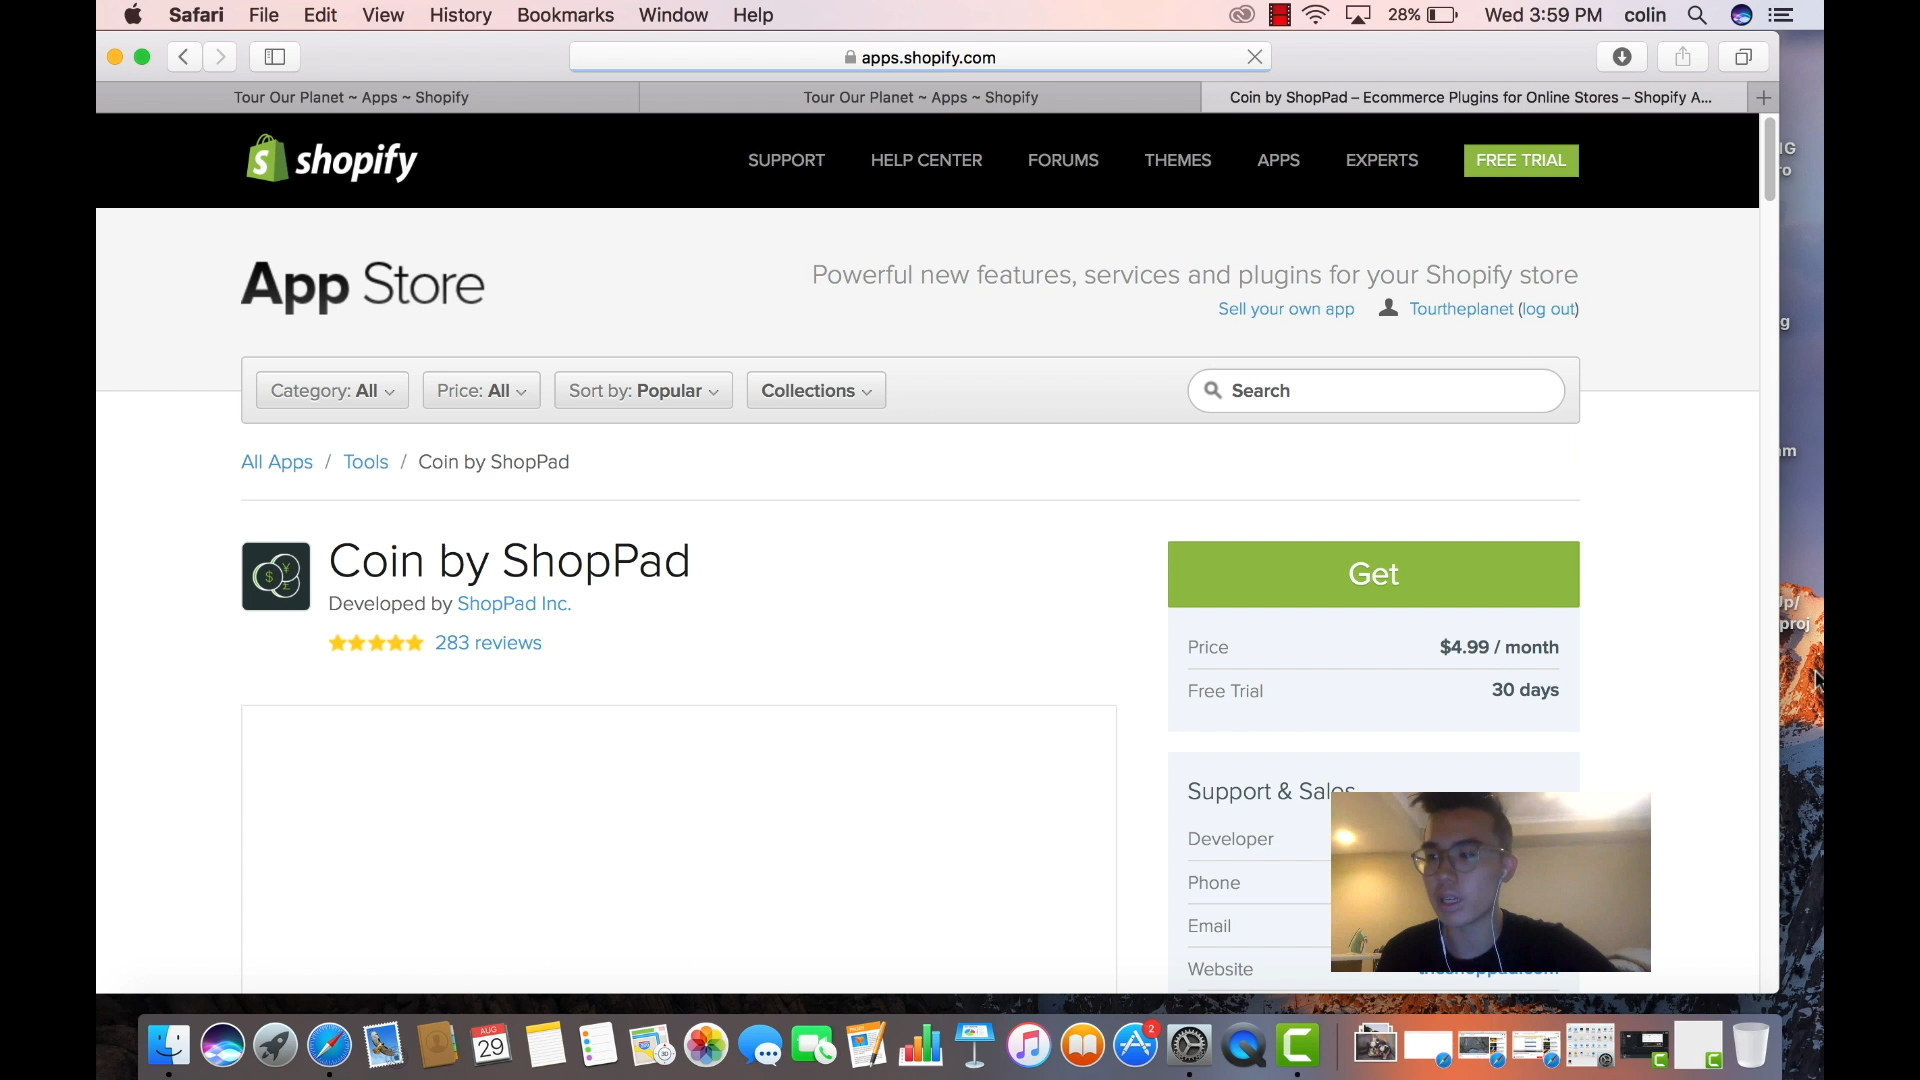 Safari File Edit View History Bookmarks Window Help 28% Wed 3:59 PM colin
apps.shopify.com
Tour Our Planet ~ Apps ~ Shopify
Tour Our Planet ~ Apps ~ Shopify
Coin by ShopPad – Ecommerce Plugins for Online Stores – Shopify A...
shopify
SUPPORT HELP CENTER FORUMS THEMES APPS EXPERTS FREE TRIAL
App Store
Powerful new features, services and plugins for your Shopify store
Sell your own app Tourtheplanet (log out)
Category: All Price: All Sort by: Popular Collections Search
All Apps / Tools / Coin by ShopPad
Coin by ShopPad
Developed by ShopPad Inc.
283 reviews
Get
Price $4.99 / month
Free Trial 30 days
Support & Sales
Developer
Phone
Email
Website
AUG
29
2